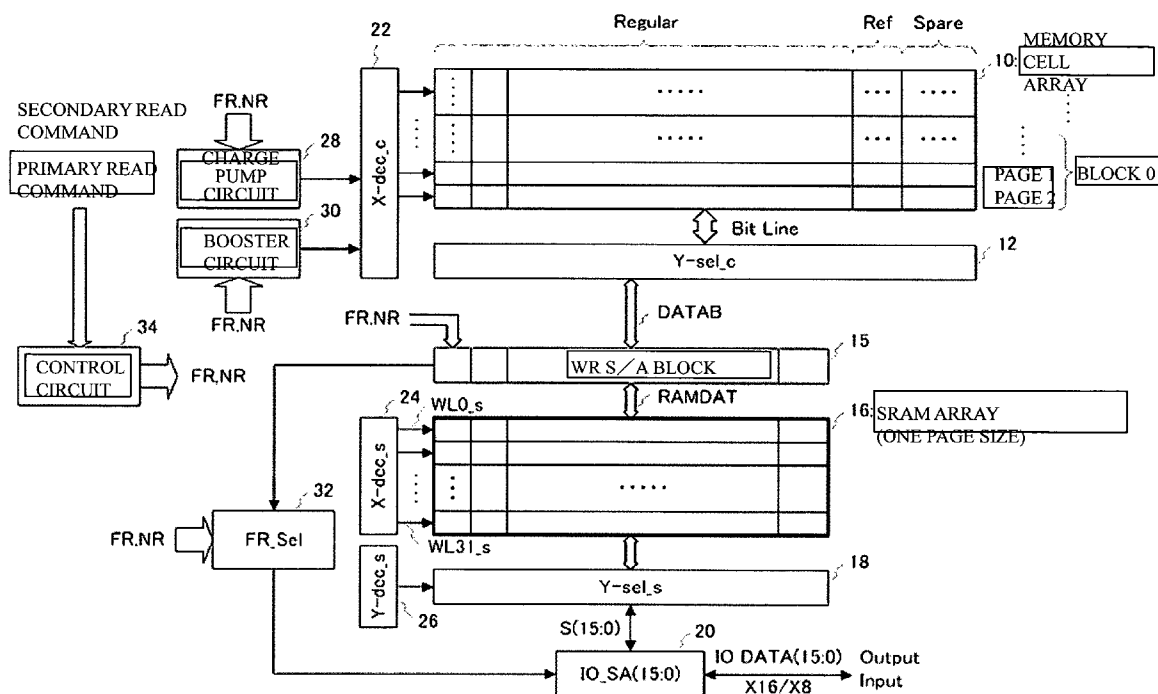 Regular
Ref
Spare
22
10:
MEMORY
CELL
ARRAY
FR.NR
SECONDARY READ
COMMAND
PRIMARY READ
COMMAND
28
CHARGE
PUMP
CIRCUIT
X-dec_c
PAGE 1
PAGE 2
BLOCK 0
30
BOOSTER
CIRCUIT
Bit Line
12
Y-sel_c
FR.NR
DATAB
FR.NR
34
CONTROL
CIRCUIT
FR,NR
15
WR S/A BLOCK
24
WL0_s
RAMDAT
16:
SRAM ARRAY
(ONE PAGE SIZE)
X-dec_s
32
FR.NR
FR_Sel
WL31_s
18
Y-dec_s
Y-sel_s
26
S(15:0)
20
IO_SA(15:0)
IO DATA(15:0)
X16/X8
Output
Input